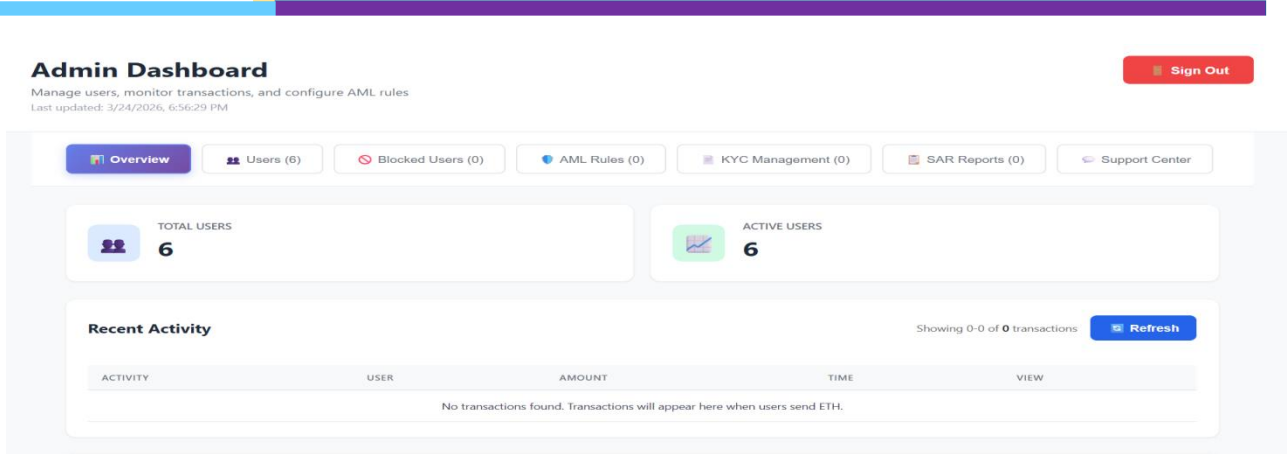 Admin Dashboard
Sign Out
Manage users, monitor transactions, and configure AML rules
Last updated: 3/24/2026, 6:56:29 PM
Overview
Users (6)
Blocked Users (0)
AML Rules (0)
KYC Management (0)
SAR Reports (0)
Support Center
TOTAL USERS
6
ACTIVE USERS
6
Recent Activity
Showing 0-0 of 0 transactions
Refresh
ACTIVITY USER AMOUNT TIME VIEW
No transactions found. Transactions will appear here when users send ETH.